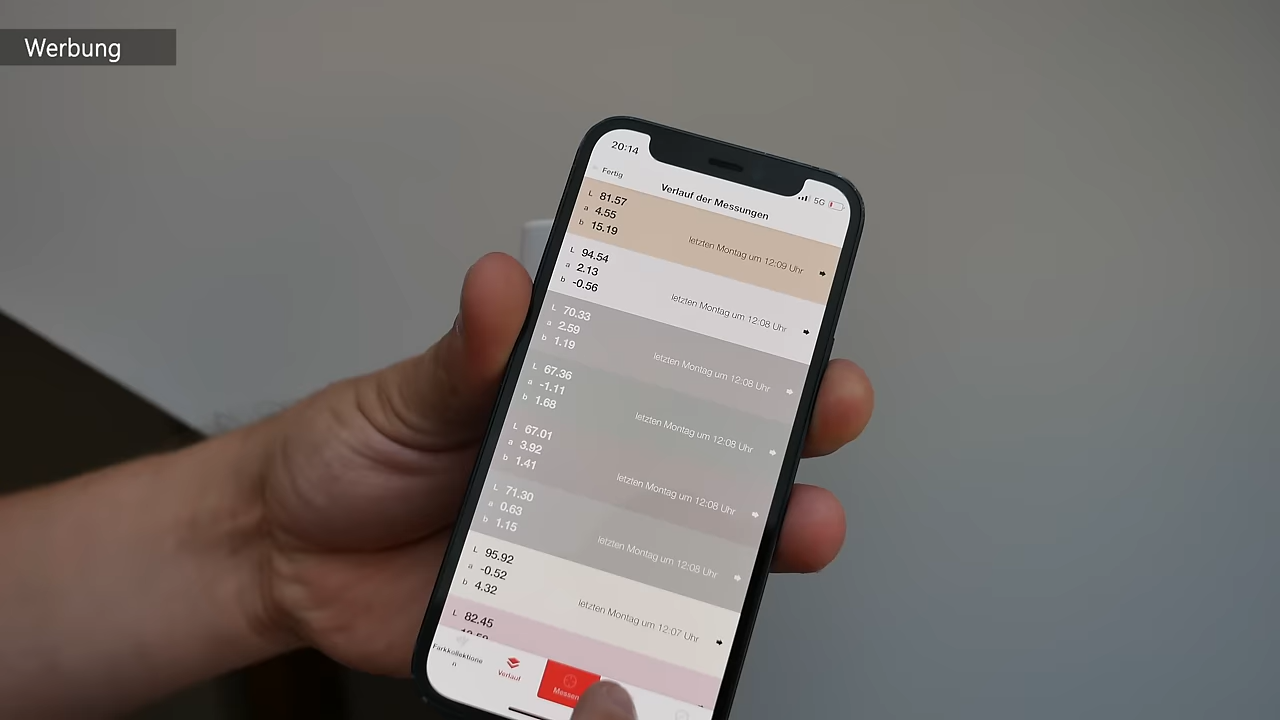 Werbung
20:14
5G
Fertig
Verlauf der Messungen
L 81.57
a 4.55
b 15.19
letzten Montag um 12:09 Uhr
L 94.54
a 2.13
b -0.56
letzten Montag um 12:08 Uhr
L 70.33
a 2.59
b 1.19
letzten Montag um 12:08 Uhr
L 67.36
a -1.11
b 1.68
letzten Montag um 12:08 Uhr
L 67.01
a 3.92
b 1.41
letzten Montag um 12:08 Uhr
L 71.30
a 0.63
b 1.15
letzten Montag um 12:08 Uhr
L 95.92
a -0.52
b 4.32
letzten Montag um 12:07 Uhr
L 82.45
Farkkollektione
n
Verlauf